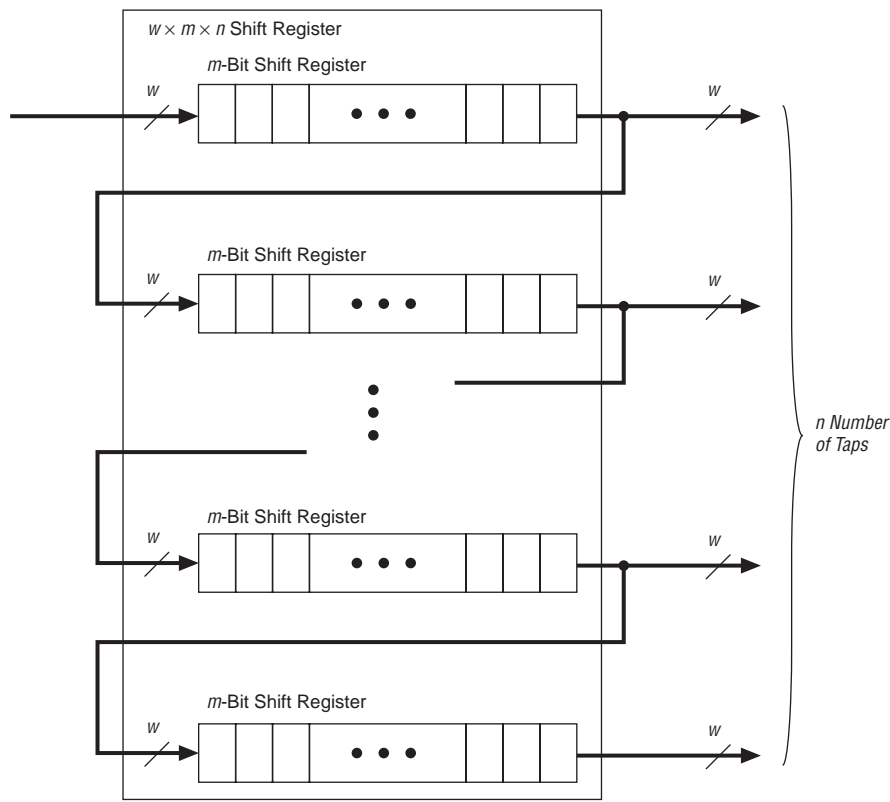 w × m × n Shift Register
m-Bit Shift Register
w
w
m-Bit Shift Register
w
w
n Number
of Taps
m-Bit Shift Register
w
w
m-Bit Shift Register
w
w